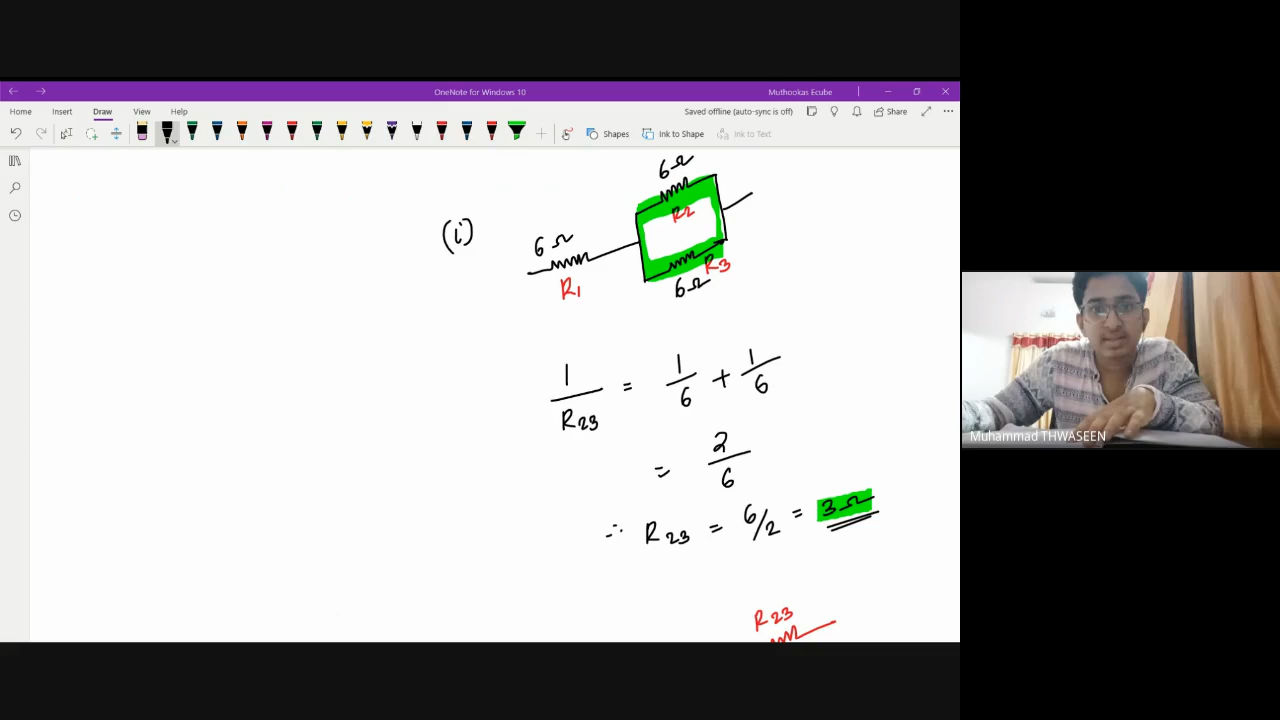 OneNote for Windows 10
Muthookas Ecube
Home Insert Draw View Help
Saved offline (auto-sync is off)
Share
Shapes
Ink to Shape
Ink to Text
6Ω
R2
(i)
6Ω
R1
R3
6Ω
1/R23 = 1/6 + 1/6
= 2/6
∴ R23 = 6/2 = 3Ω
R23
Muhammad THWASEEN